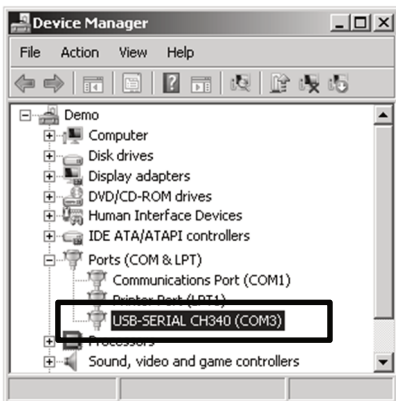 Device Manager
File Action View Help
Demo
Computer
Disk drives
Display adapters
DVD/CD-ROM drives
Human Interface Devices
IDE ATA/ATAPI controllers
Ports (COM & LPT)
Communications Port (COM1)
Printer Port (LPT1)
USB-SERIAL CH340 (COM3)
Processors
Sound, video and game controllers